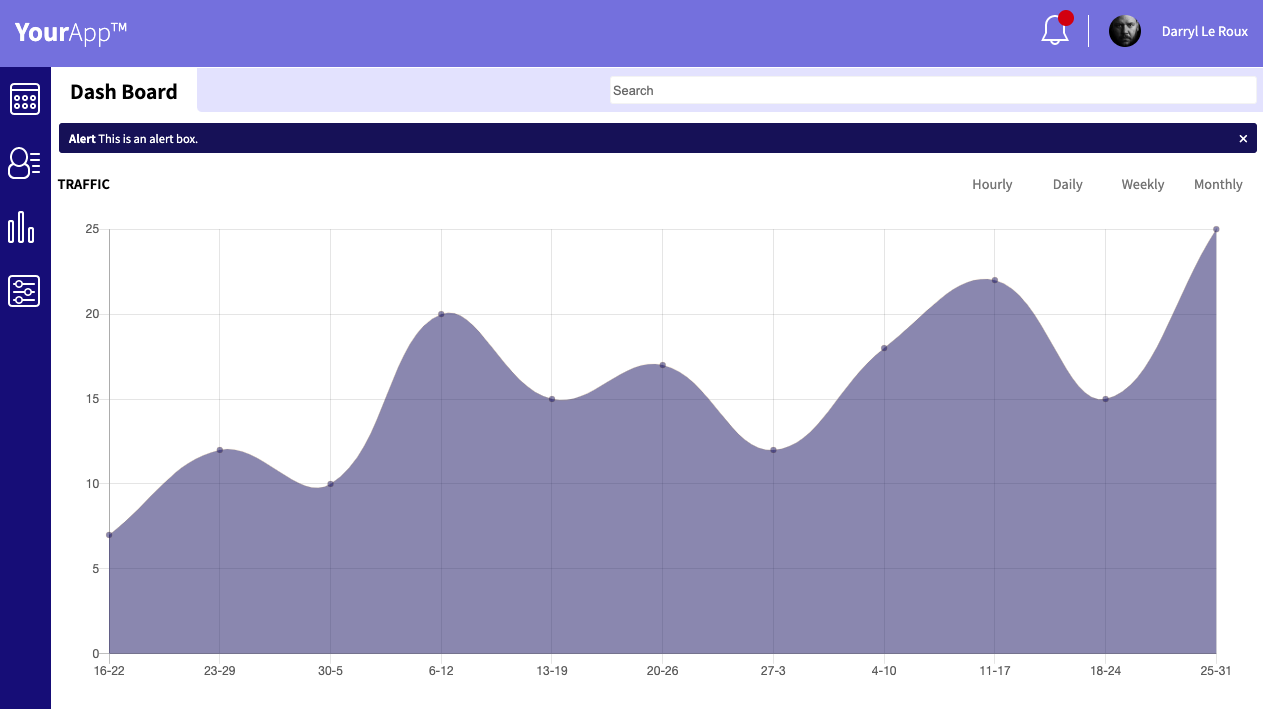 YourApp™
Darryl Le Roux
Dash Board
Search
Alert This is an alert box.
×
TRAFFIC
Hourly Daily Weekly Monthly
25
20
15
10
5
0
16-22 23-29 30-5 6-12 13-19 20-26 27-3 4-10 11-17 18-24 25-31